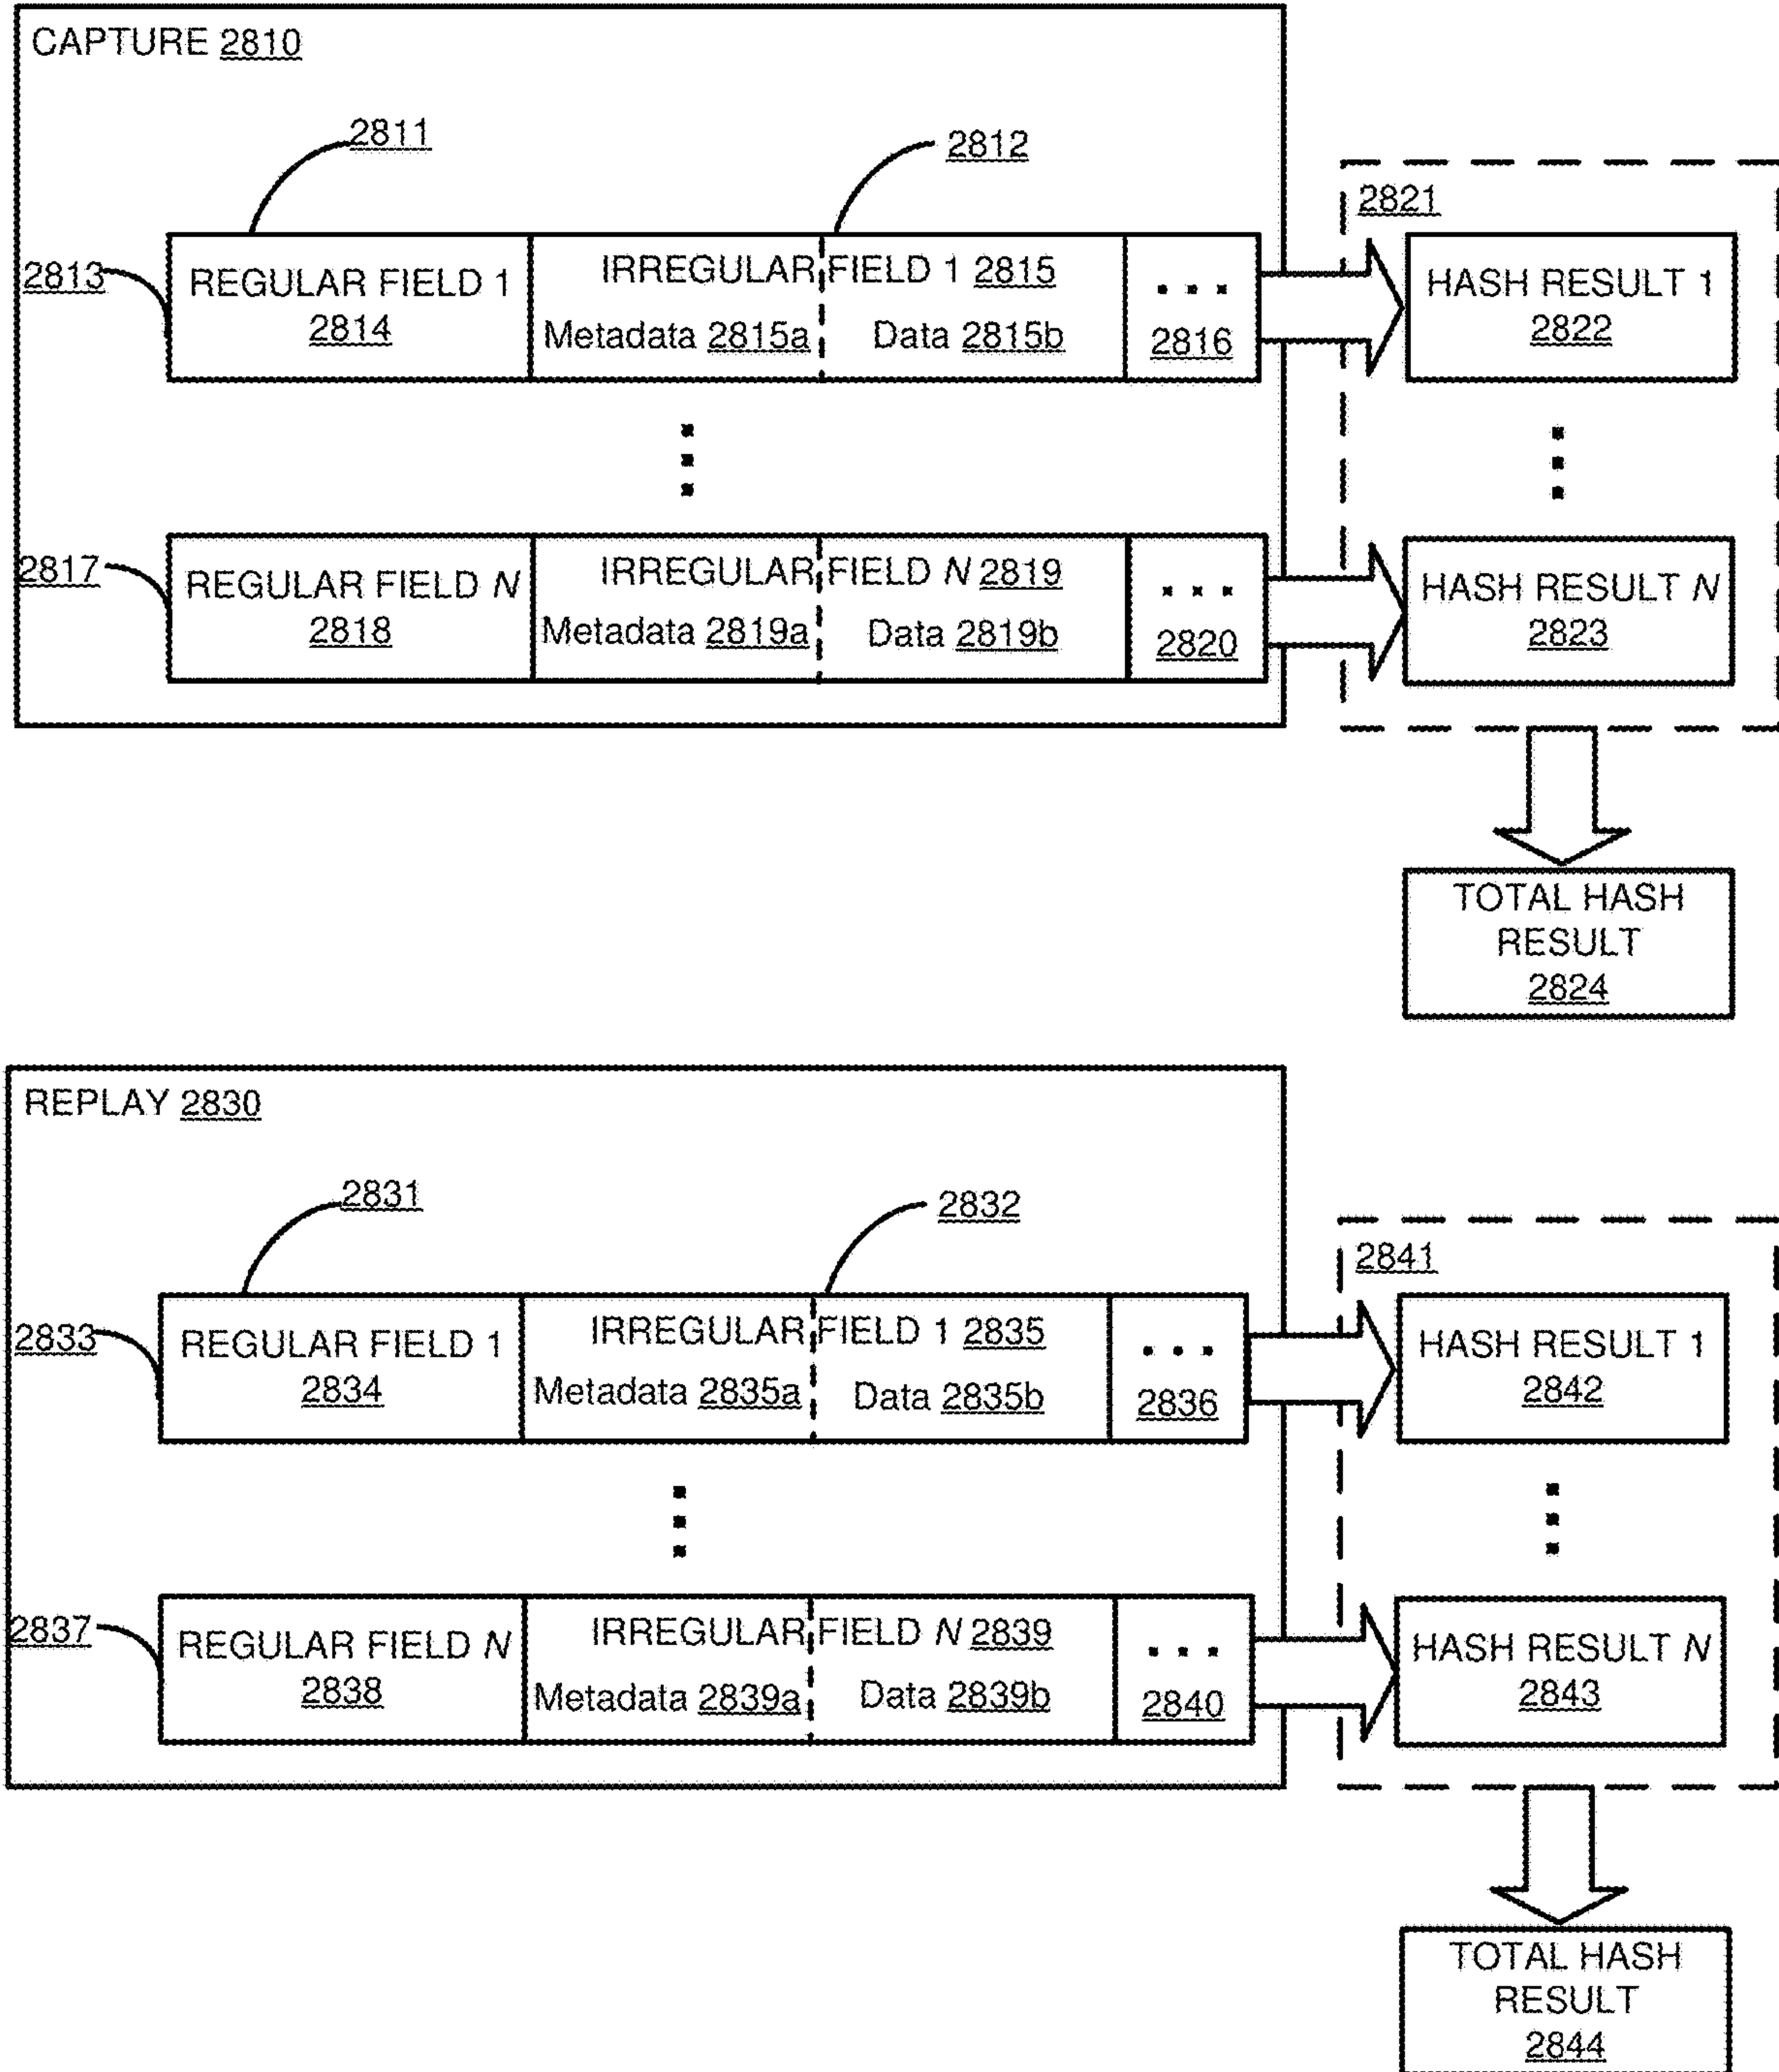 CAPTURE 2810
2811
2812
2821
2813
REGULAR FIELD 1
2814
IRREGULAR FIELD 1 2815
Metadata 2815a
Data 2815b
. . .
2816
HASH RESULT 1
2822
2817
REGULAR FIELD N
2818
IRREGULAR FIELD N 2819
Metadata 2819a
Data 2819b
. . .
2820
HASH RESULT N
2823
TOTAL HASH
RESULT
2824
REPLAY 2830
2831
2832
2841
2833
REGULAR FIELD 1
2834
IRREGULAR FIELD 1 2835
Metadata 2835a
Data 2835b
. . .
2836
HASH RESULT 1
2842
2837
REGULAR FIELD N
2838
IRREGULAR FIELD N 2839
Metadata 2839a
Data 2839b
. . .
2840
HASH RESULT N
2843
TOTAL HASH
RESULT
2844